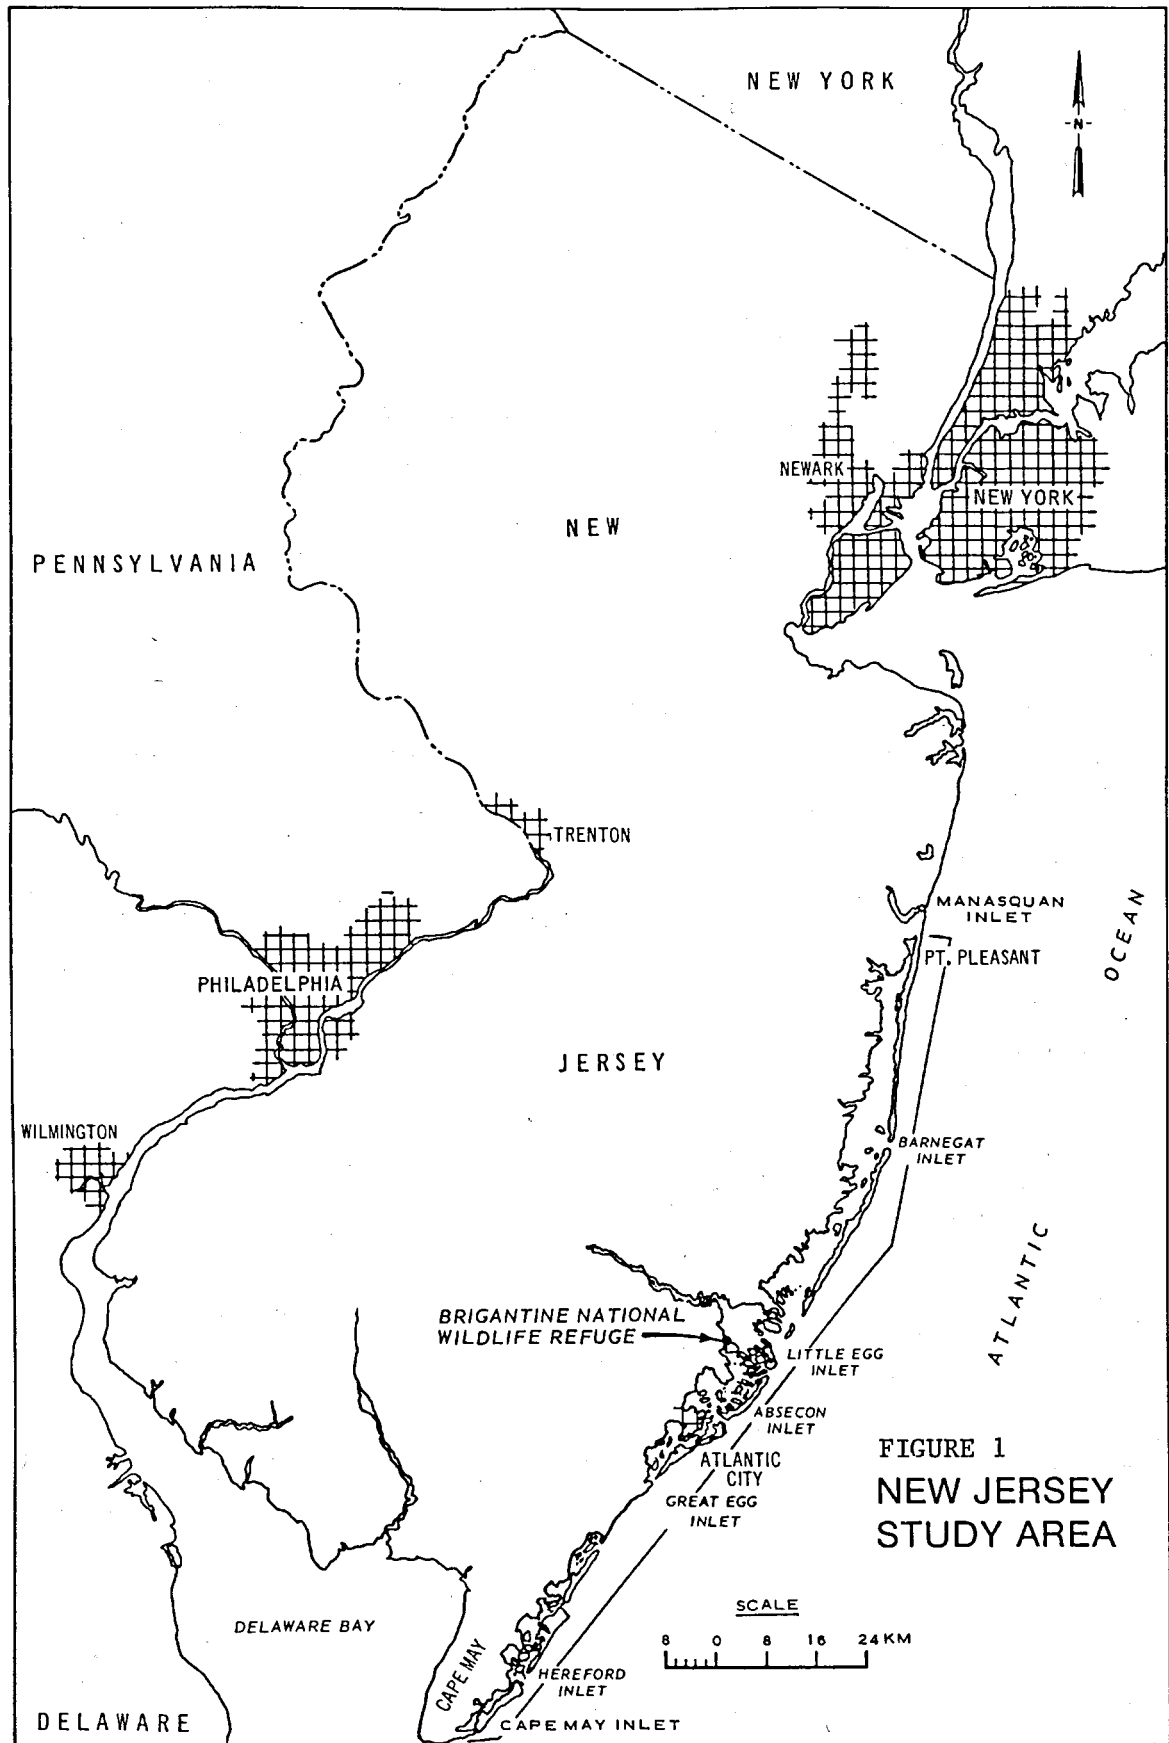 NEW YORK
-N-
NEWARK
NEW YORK
NEW
PENNSYLVANIA
TRENTON
MANASQUAN
INLET
PT. PLEASANT
OCEAN
PHILADELPHIA
JERSEY
WILMINGTON
BARNEGAT
INLET
ATLANTIC
BRIGANTINE NATIONAL
WILDLIFE REFUGE
LITTLE EGG
INLET
ABSECON
INLET
ATLANTIC
CITY
GREAT EGG
INLET
FIGURE 1
NEW JERSEY
STUDY AREA
SCALE
8 0 8 16 24 KM
DELAWARE BAY
CAPE MAY
HEREFORD
INLET
CAPE MAY INLET
DELAWARE